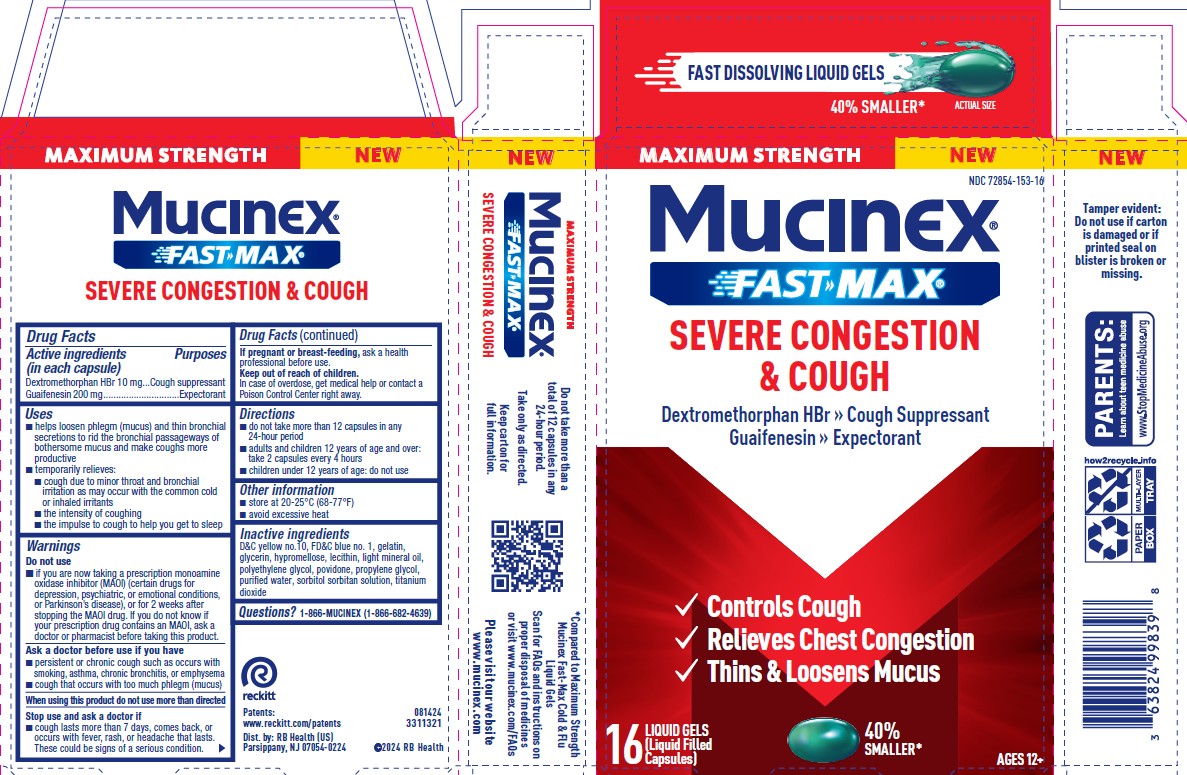 FAST DISSOLVING LIQUID GELS
40% SMALLER*
ACTUAL SIZE
MAXIMUM STRENGTH
NEW
Mucinex®
FAST»MAX®
SEVERE CONGESTION & COUGH
Drug Facts
Active ingredients Purposes
(in each capsule)
Dextromethorphan HBr 10 mg...Cough suppressant
Guaifenesin 200 mg..............................Expectorant
Uses
■ helps loosen phlegm (mucus) and thin bronchial
secretions to rid the bronchial passageways of
bothersome mucus and make coughs more
productive
■ temporarily relieves:
■ cough due to minor throat and bronchial
irritation as may occur with the common cold
or inhaled irritants
■ the intensity of coughing
■ the impulse to cough to help you get to sleep
Warnings
Do not use
■ if you are now taking a prescription monoamine
oxidase inhibitor (MAOI) (certain drugs for
depression, psychiatric, or emotional conditions,
or Parkinson's disease), or for 2 weeks after
stopping the MAOI drug. If you do not know if
your prescription drug contains an MAOI, ask a
doctor or pharmacist before taking this product.
Ask a doctor before use if you have
■ persistent or chronic cough such as occurs with
smoking, asthma, chronic bronchitis, or emphysema
■ cough that occurs with too much phlegm (mucus)
When using this product do not use more than directed
Stop use and ask a doctor if
■ cough lasts more than 7 days, comes back, or
occurs with fever, rash, or headache that lasts.
These could be signs of a serious condition.
Drug Facts (continued)
If pregnant or breast-feeding, ask a health
professional before use.
Keep out of reach of children.
In case of overdose, get medical help or contact a
Poison Control Center right away.
Directions
■ do not take more than 12 capsules in any
24-hour period
■ adults and children 12 years of age and over:
take 2 capsules every 4 hours
■ children under 12 years of age: do not use
Other information
■ store at 20-25°C (68-77°F)
■ avoid excessive heat
Inactive ingredients
D&C yellow no.10, FD&C blue no. 1, gelatin,
glycerin, hypromellose, lecithin, light mineral oil,
polyethylene glycol, povidone, propylene glycol,
purified water, sorbitol sorbitan solution, titanium
dioxide
Questions? 1-866-MUCINEX (1-866-682-4639)
reckitt
Patents:
www.reckitt.com/patents
Dist. by: RB Health (US)
Parsippany, NJ 07054-0224
081424
3311321
©2024 RB Health
NEW
MAXIMUM STRENGTH
Mucinex®
FAST»MAX®
SEVERE CONGESTION & COUGH
Do not take more than a
total of 12 capsules in any
24-hour period.
Take only as directed.
Keep carton for
full information.
*Compared to Maximum Strength
Mucinex Fast-Max Cold & Flu
Liquid Gels
Scan for FAQs and instructions on
proper disposal of medicines
or visit www.mucinex.com/FAQs
Please visit our website
www.mucinex.com
MAXIMUM STRENGTH
NEW
NDC 72854-153-16
Mucinex®
FAST»MAX®
SEVERE CONGESTION
& COUGH
Dextromethorphan HBr » Cough Suppressant
Guaifenesin » Expectorant
Controls Cough
Relieves Chest Congestion
Thins & Loosens Mucus
16 LIQUID GELS
(Liquid Filled
Capsules)
40%
SMALLER*
AGES 12+
NEW
Tamper evident:
Do not use if carton
is damaged or if
printed seal on
blister is broken or
missing.
PARENTS:
Learn about teen medicine abuse
www.StopMedicineAbuse.org
how2recycle.info
MULTI-LAYER
TRAY
PAPER
BOX
3 63824 99839 8